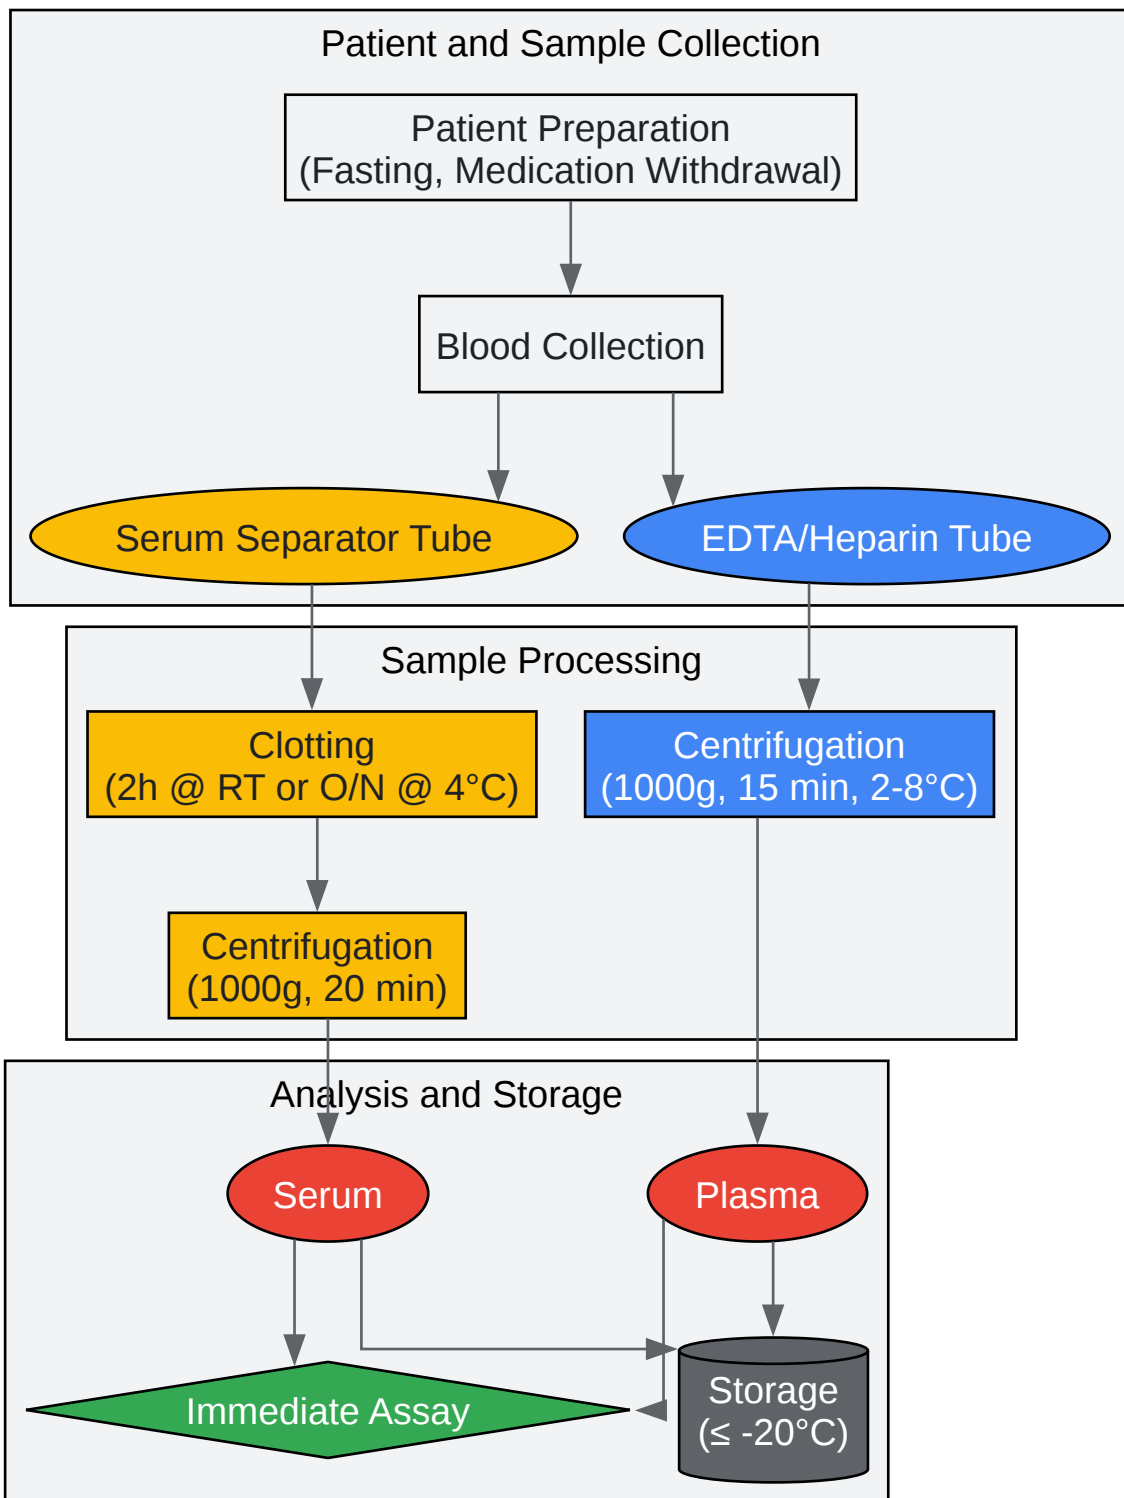 Patient and Sample Collection
Patient Preparation
(Fasting, Medication Withdrawal)
Blood Collection
Serum Separator Tube
EDTA/Heparin Tube
Sample Processing
Clotting
(2h @ RT or O/N @ 4°C)
Centrifugation
(1000g, 15 min, 2-8°C)
Centrifugation
(1000g, 20 min)
Analysis and Storage
Serum
Plasma
Immediate Assay
Storage
(≤ -20°C)